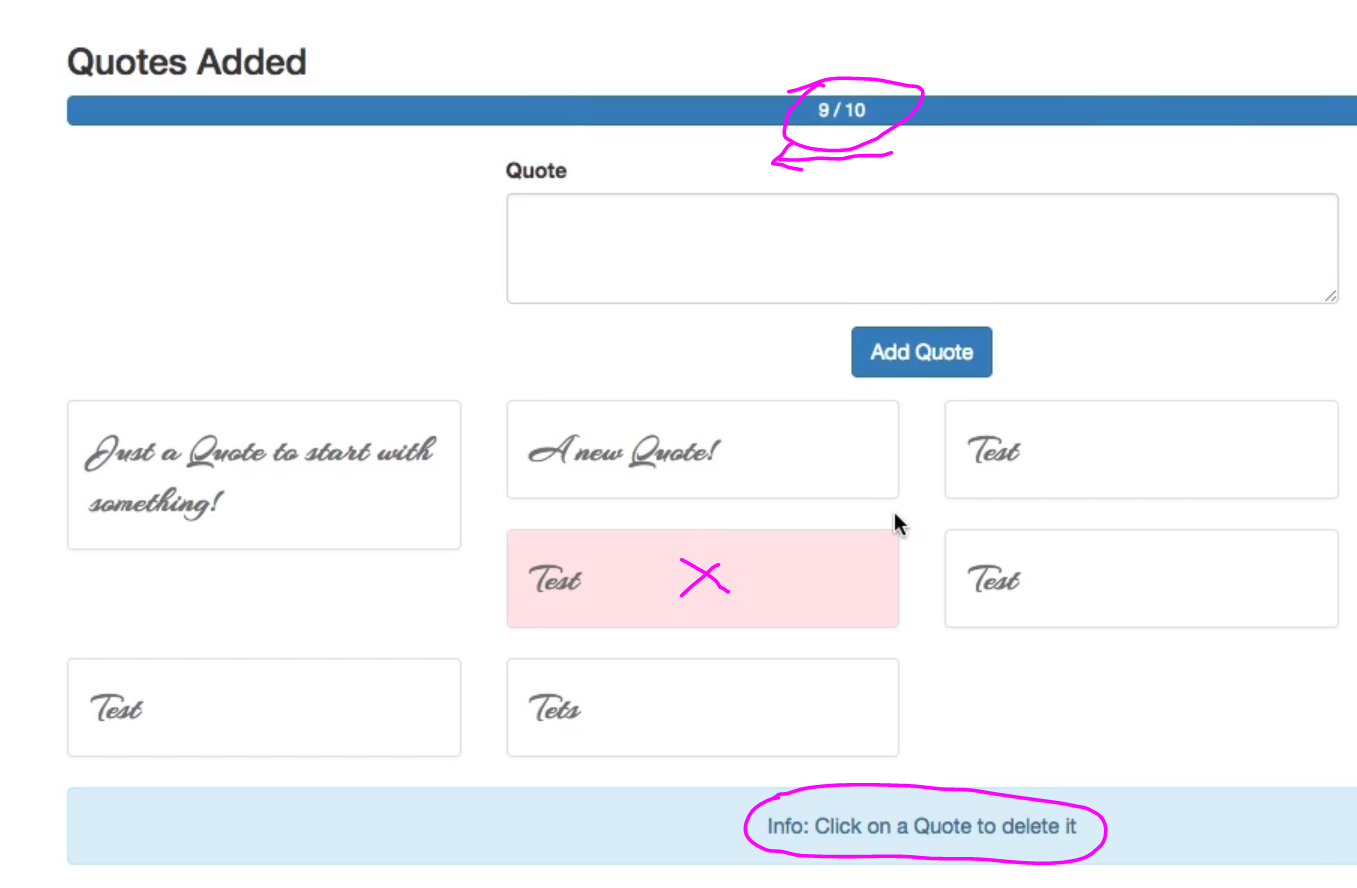 Quotes Added
9 / 10
Quote
Add Quote
Just a Quote to start with
something!
A new Quote!
Test
Test
Test
Test
Tets
Info: Click on a Quote to delete it